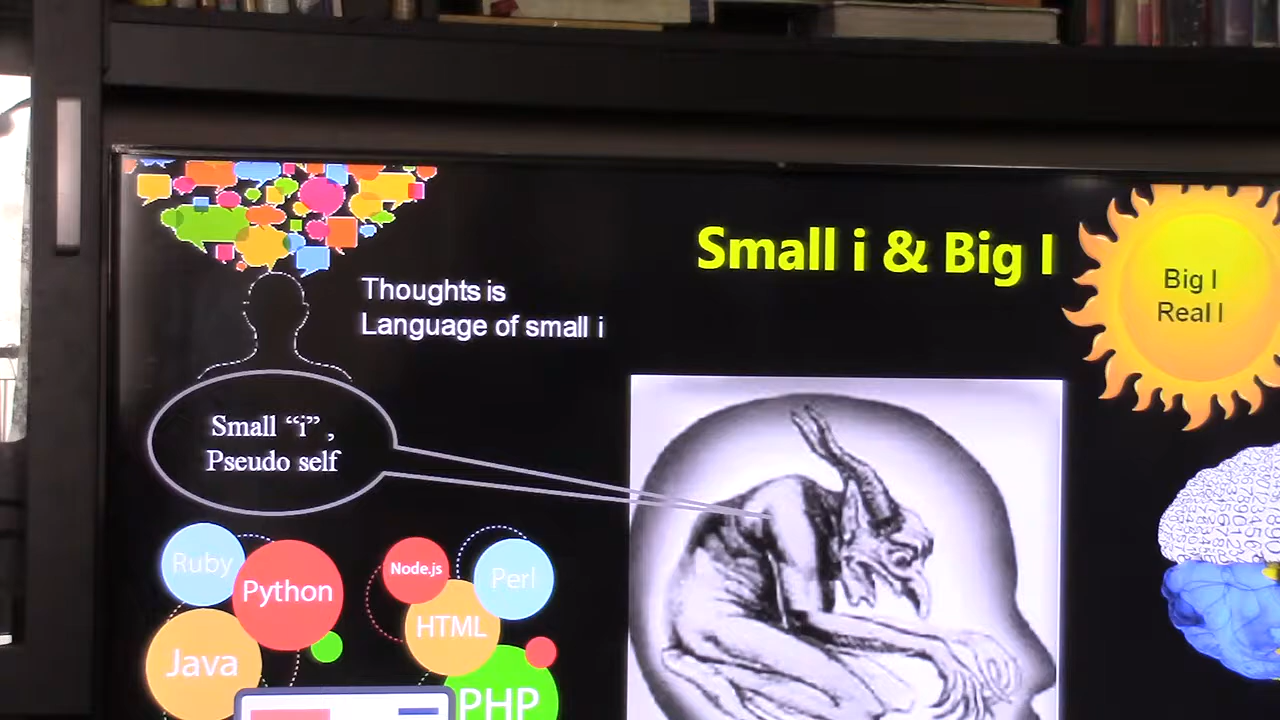 Small i & Big I
Big I
Real I
Thoughts is
Language of small i
Small “i” ,
Pseudo self
Ruby
Python
Java
Node.js
Perl
HTML
PHP